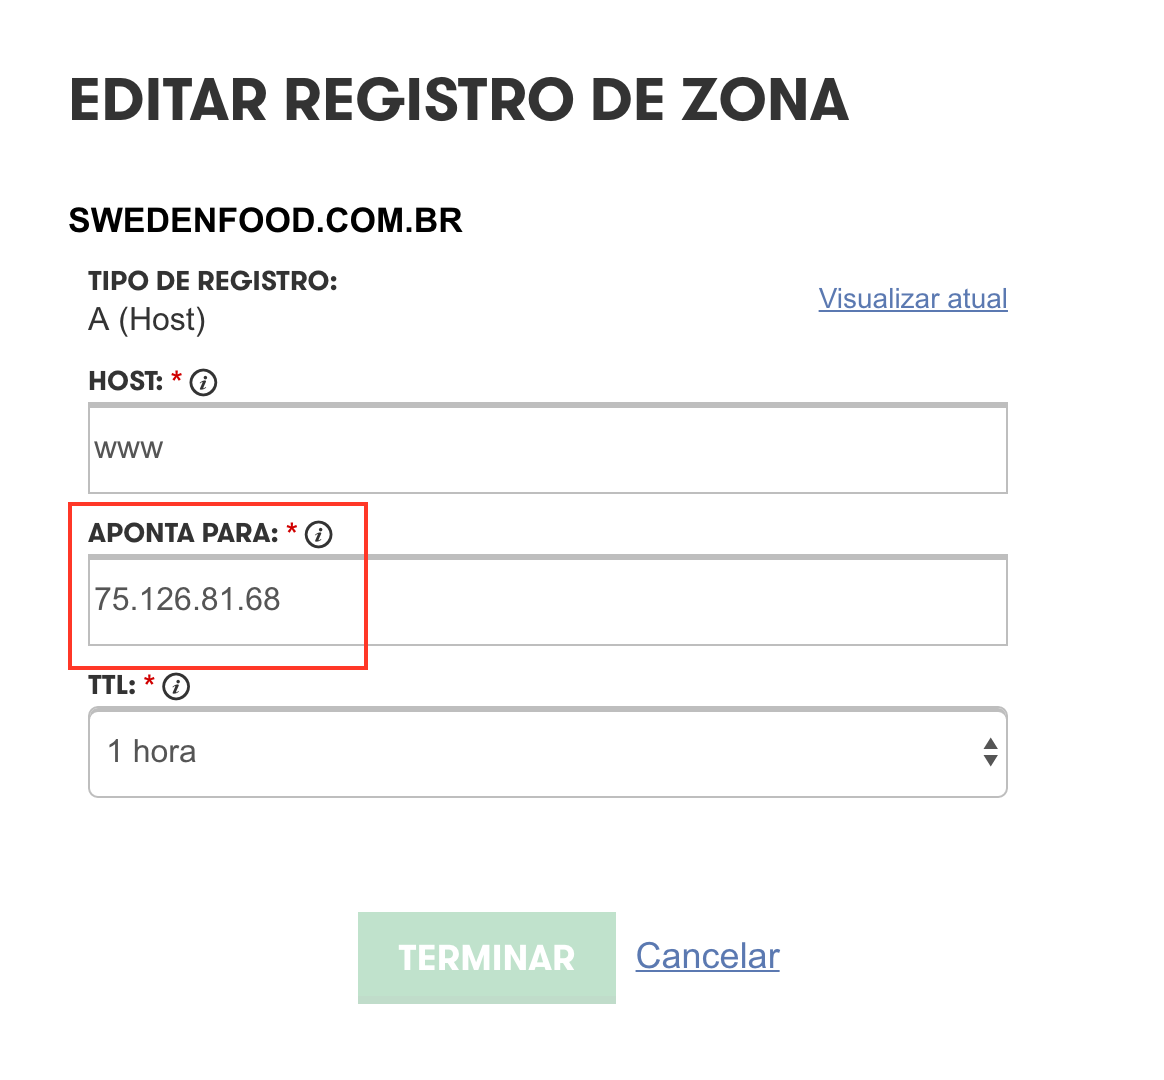 EDITAR REGISTRO DE ZONA
SWEDENFOOD.COM.BR
TIPO DE REGISTRO:
A (Host)
Visualizar atual
HOST: * i
www
APONTA PARA: * i
75.126.81.68
TTL: * i
1 hora
TERMINAR Cancelar